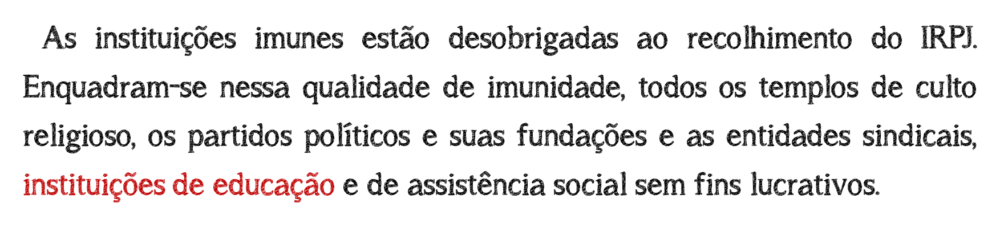 As instituições imunes estão desobrigadas ao recolhimento do IRPJ.
Enquadram-se nessa qualidade de imunidade, todos os templos de culto
religioso, os partidos políticos e suas fundações e as entidades sindicais,
instituições de educação e de assistência social sem fins lucrativos.